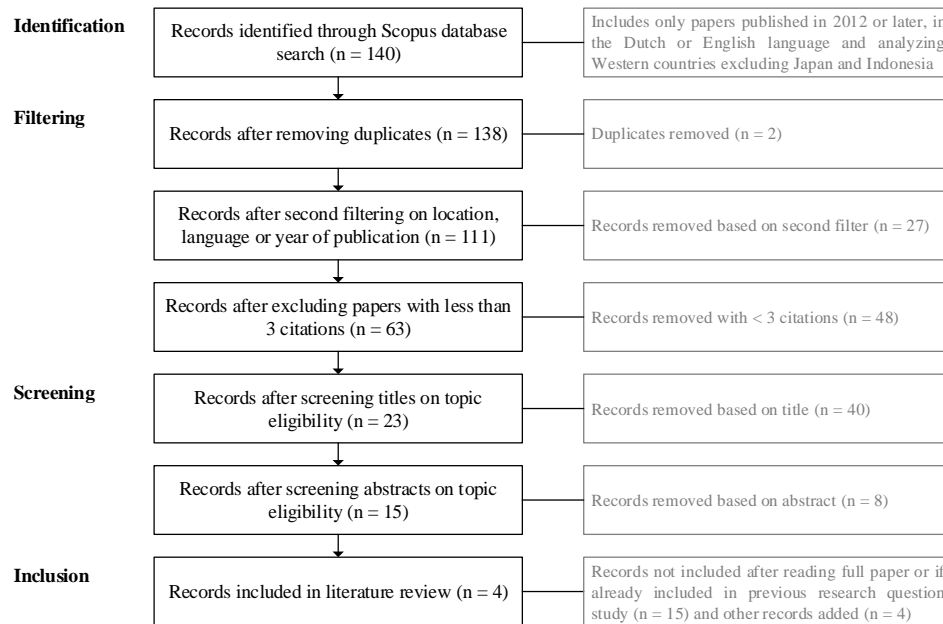 Identification
Records identified through Scopus database
search (n = 140)
Includes only papers published in 2012 or later, in
the Dutch or English language and analyzing
Western countries excluding Japan and Indonesia
Filtering
Records after removing duplicates (n = 138)
Duplicates removed (n = 2)
Records after second filtering on location,
language or year of publication (n = 111)
Records removed based on second filter (n = 27)
Records after excluding papers with less than
3 citations (n = 63)
Records removed with < 3 citations (n = 48)
Screening
Records after screening titles on topic
eligibility (n = 23)
Records removed based on title (n = 40)
Records after screening abstracts on topic
eligibility (n = 15)
Records removed based on abstract (n = 8)
Inclusion
Records included in literature review (n = 4)
Records not included after reading full paper or if
already included in previous research question
study (n = 15) and other records added (n = 4)